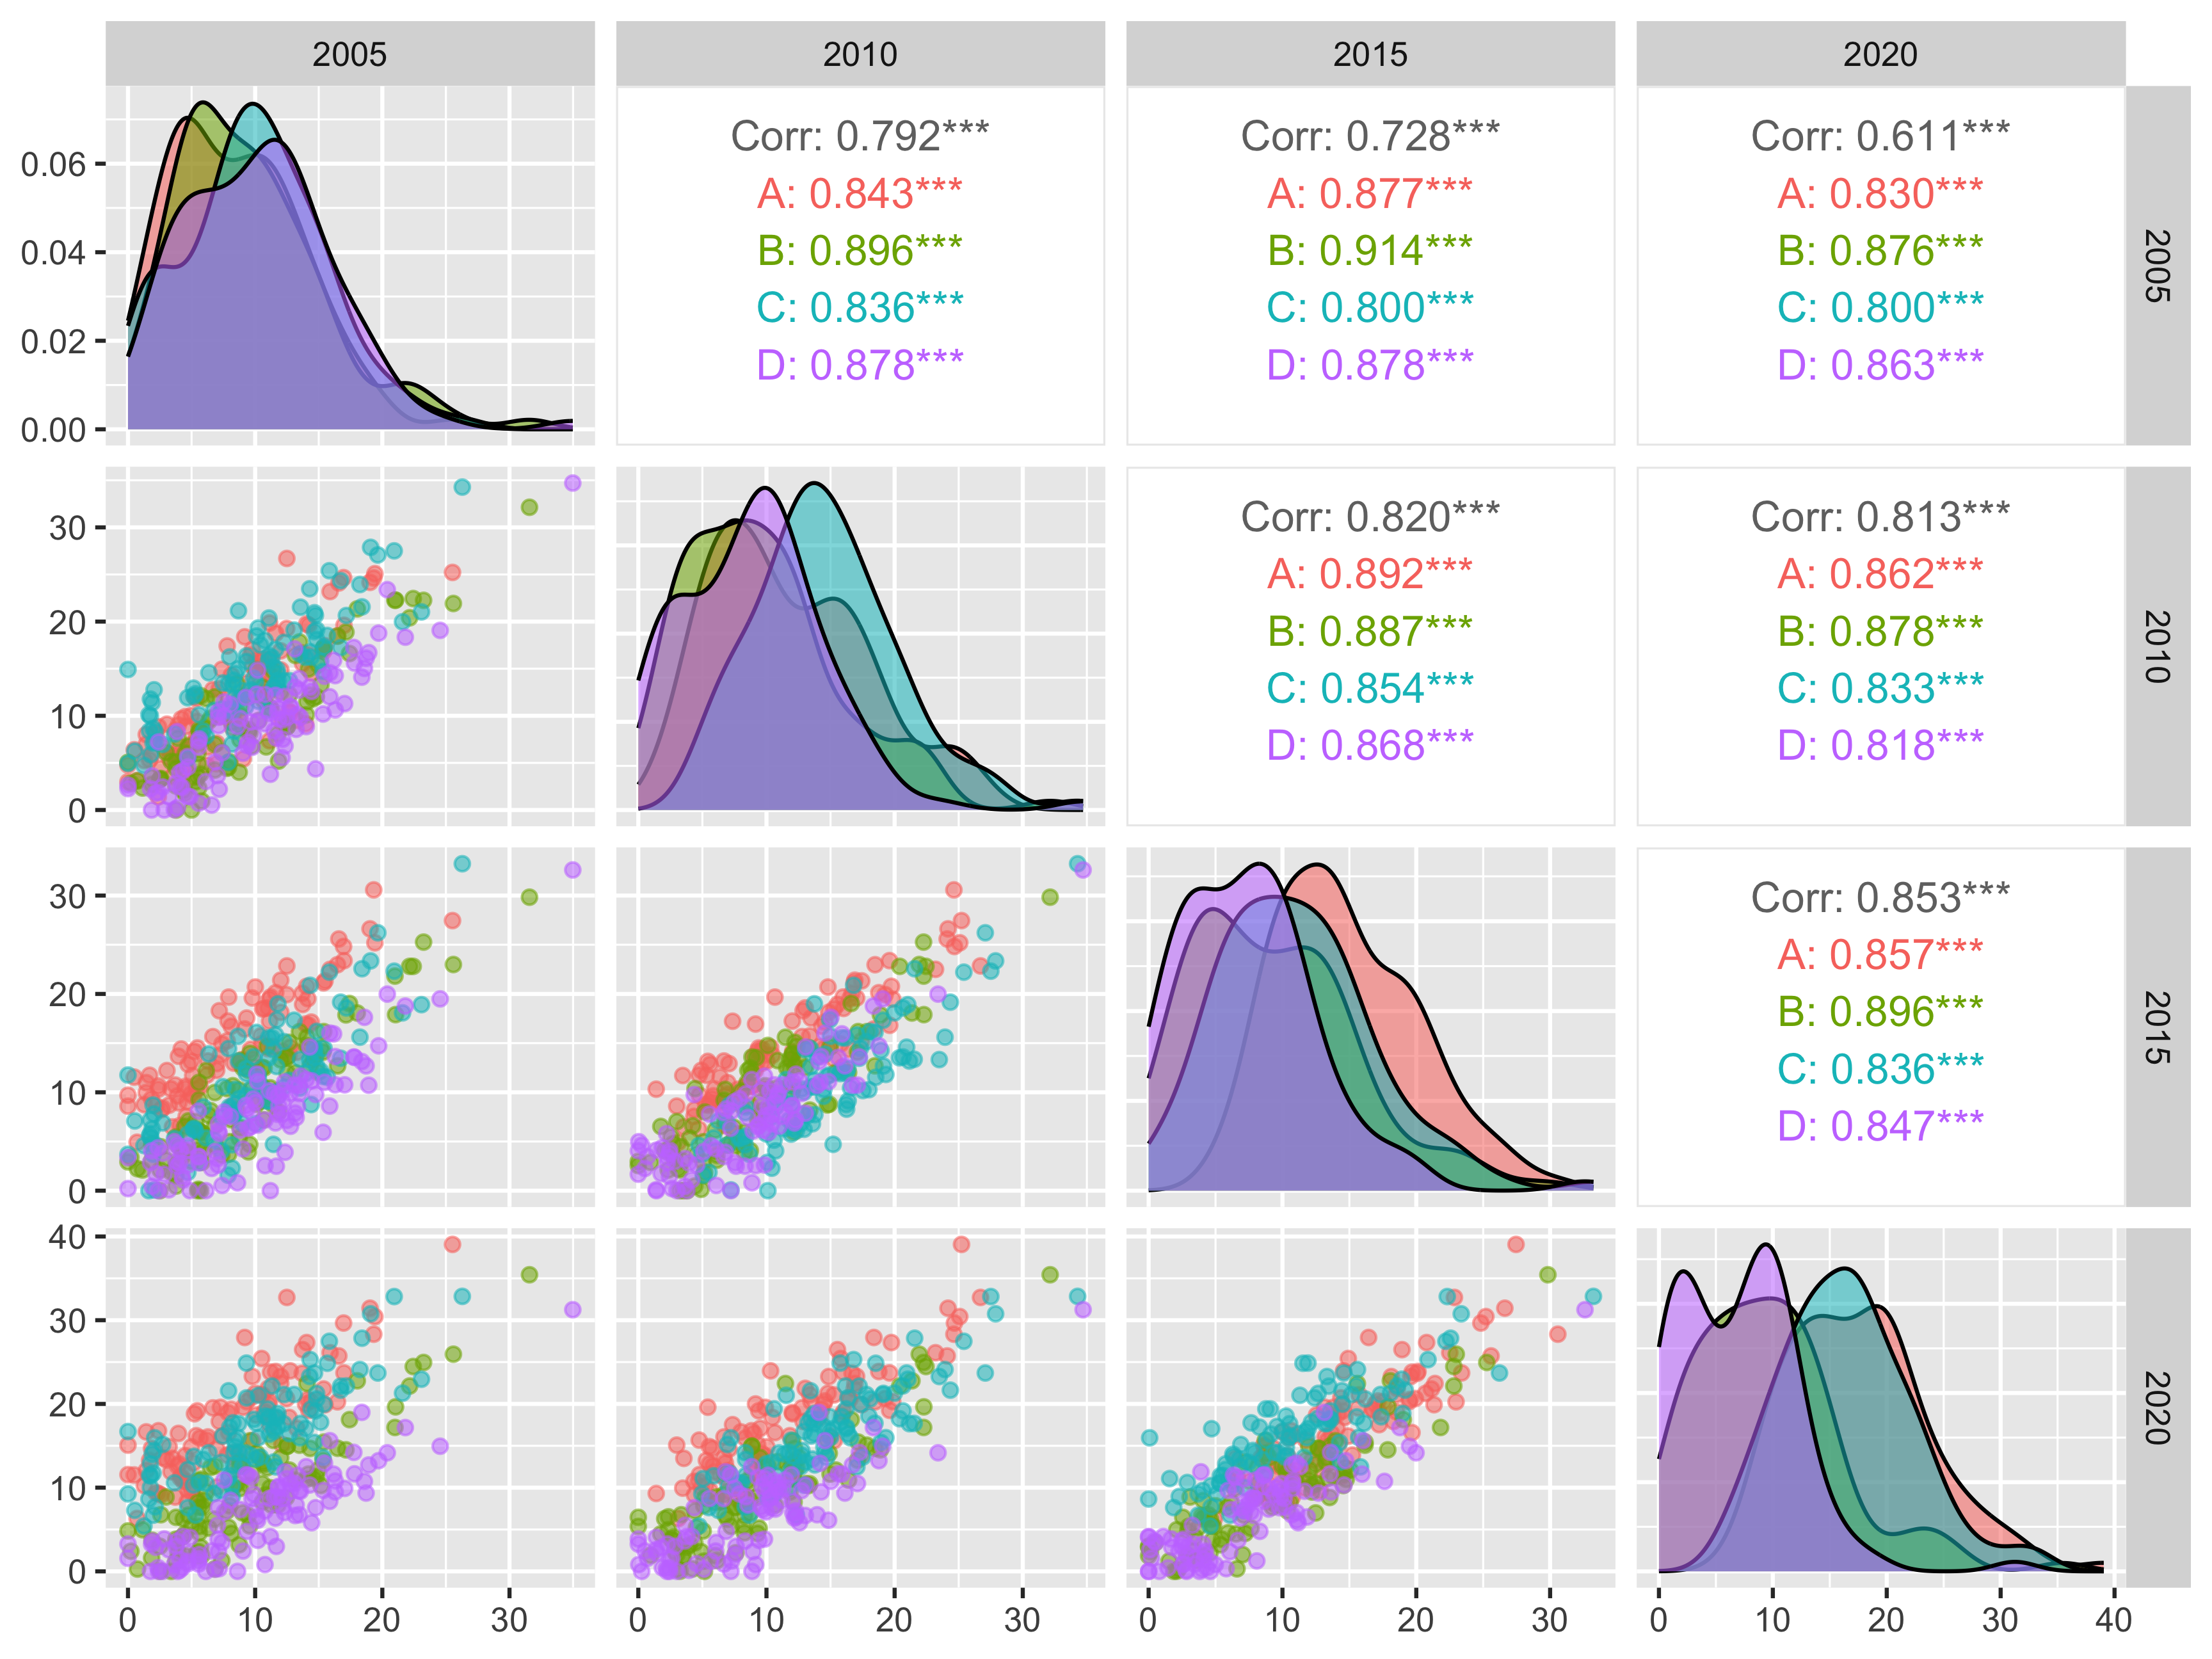 2005
2010
2015
2020
0.06
0.04
0.02
0.00
Corr: 0.792***
A: 0.843***
B: 0.896***
C: 0.836***
D: 0.878***
Corr: 0.728***
A: 0.877***
B: 0.914***
C: 0.800***
D: 0.878***
Corr: 0.611***
A: 0.830***
B: 0.876***
C: 0.800***
D: 0.863***
2005
30
20
10
0
Corr: 0.820***
A: 0.892***
B: 0.887***
C: 0.854***
D: 0.868***
Corr: 0.813***
A: 0.862***
B: 0.878***
C: 0.833***
D: 0.818***
2010
30
20
10
0
Corr: 0.853***
A: 0.857***
B: 0.896***
C: 0.836***
D: 0.847***
2015
40
30
20
10
0
2020
0 10 20 30
0 10 20 30
0 10 20 30
0 10 20 30 40